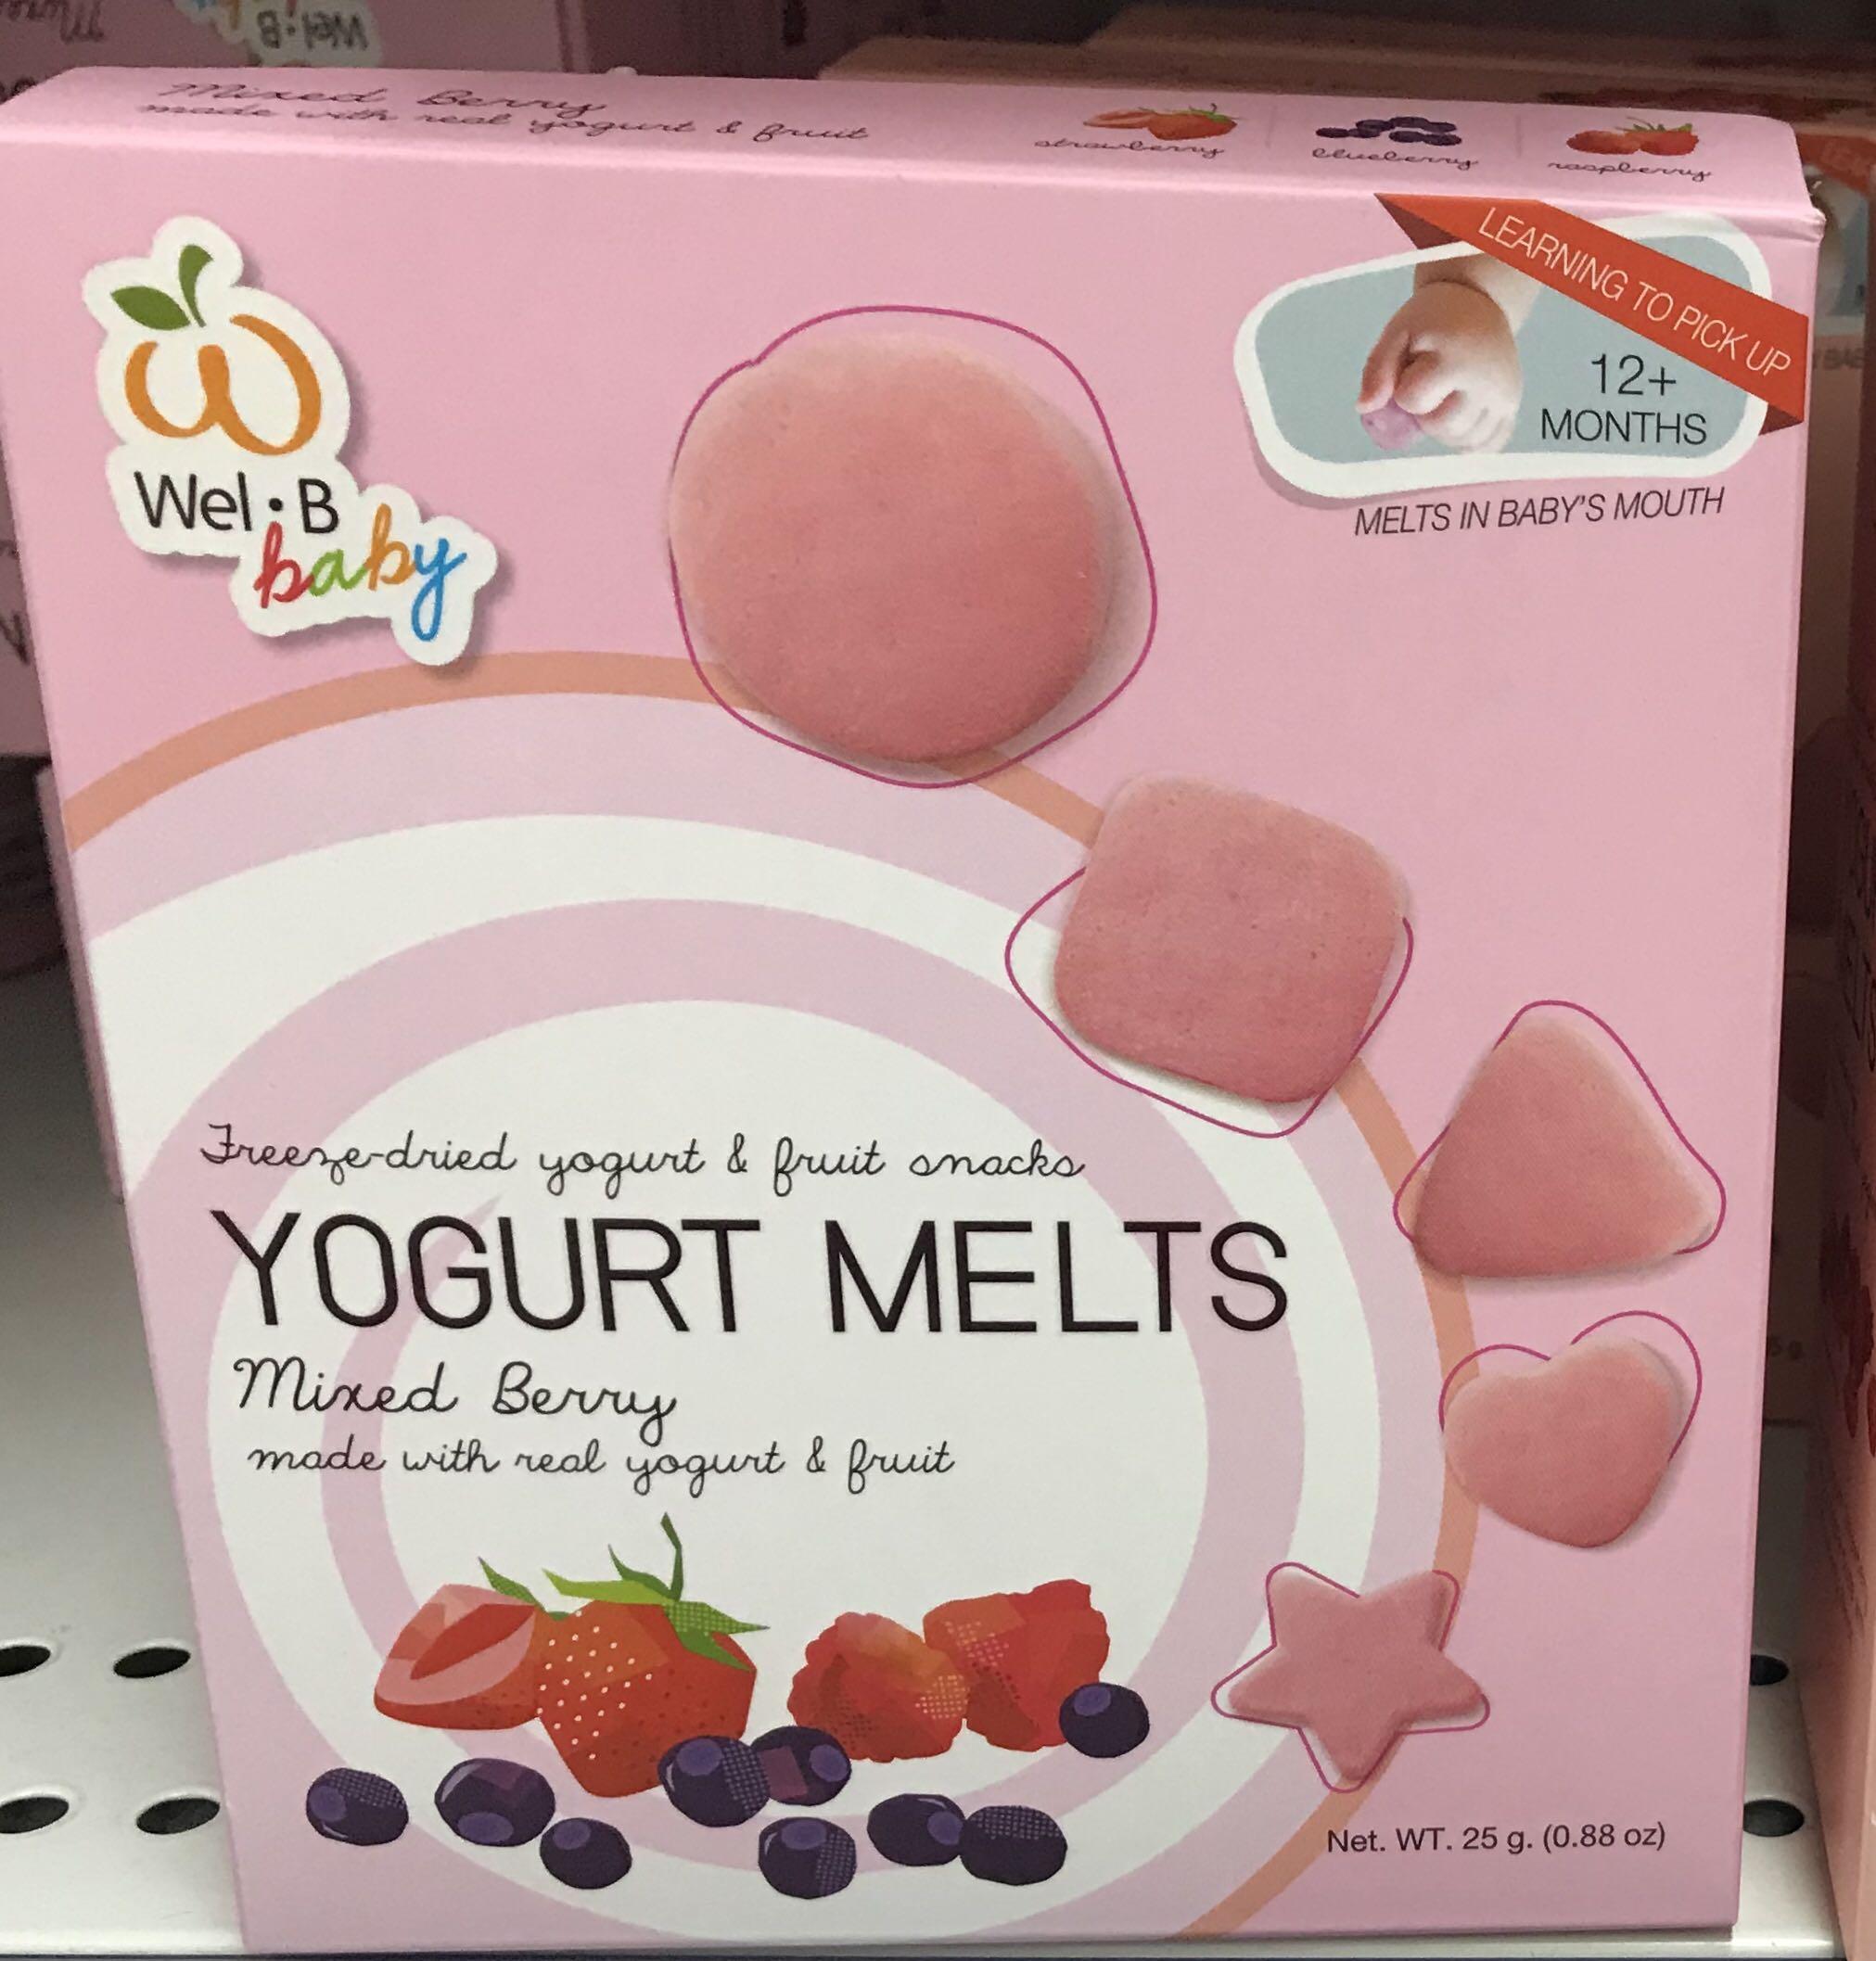 Wel·B
Mixed Berry
made with real yogurt & fruit
strawberry
blueberry
raspberry
Wel·B
baby
LEARNING TO PICK UP
12+
MONTHS
MELTS IN BABY'S MOUTH
Freeze-dried yogurt & fruit snacks
YOGURT MELTS
Mixed Berry
made with real yogurt & fruit
Net. WT. 25 g. (0.88 oz)